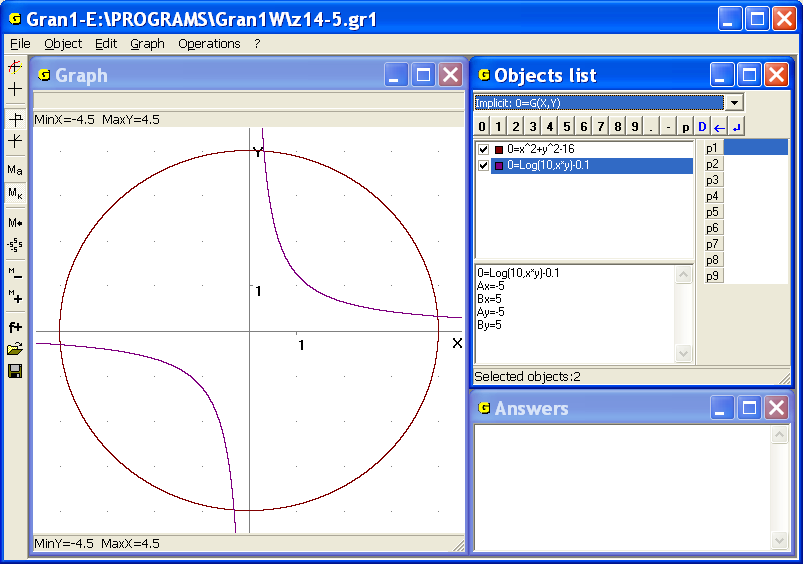 Gran1-E:\PROGRAMS\Gran1W\z14-5.gr1
File Object Edit Graph Operations ?
Graph
MinX=-4.5 MaxY=4.5
Y
1
1
X
MinY=-4.5 MaxX=4.5
Ma
Mк
M
M
M
f+
Objects list
Implicit: 0=G(X,Y)
0 1 2 3 4 5 6 7 8 9 . - p D
0=x^2+y^2-16
0=Log(10,x*y)-0.1
p1
p2
p3
p4
p5
p6
p7
p8
p9
0=Log(10,x*y)-0.1
Ax=-5
Bx=5
Ay=-5
By=5
Selected objects:2
Answers